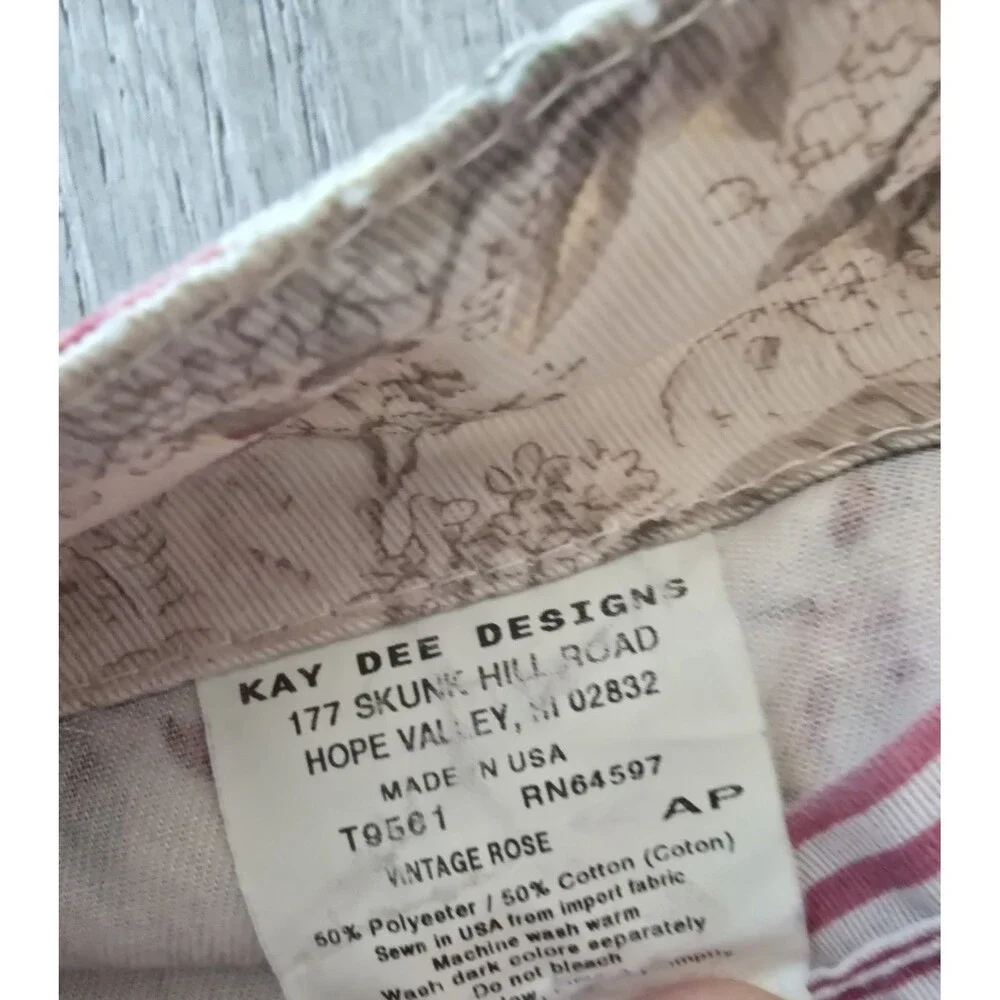 KAY DEE DESIGNS
177 SKUNK HILL ROAD
HOPE VALLEY, RI 02832
MADE IN USA
T9561 RN64597
VINTAGE ROSE AP
50% Polyester / 50% Cotton (Coton)
Sewn in USA from import fabric
Machine wash warm
Wash dark colors separately
Do not bleach